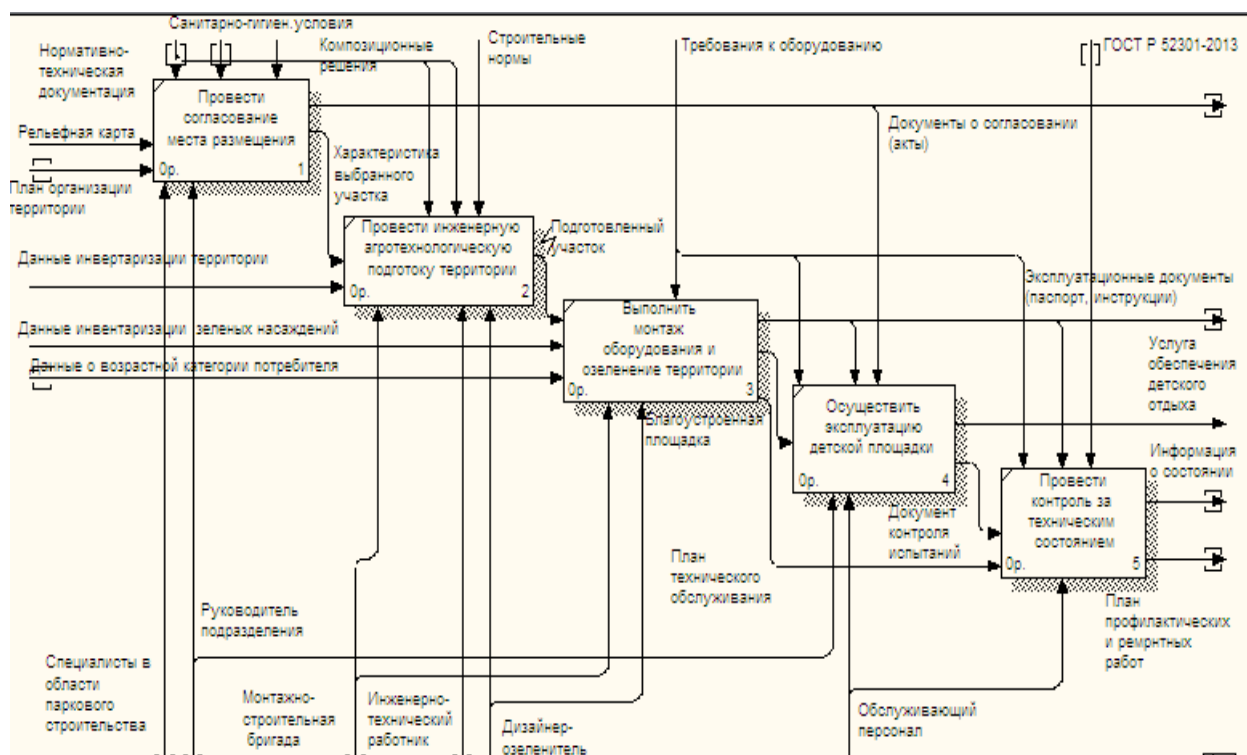 Санитарно-гигиен.условия
Нормативно-
техническая
документация
Композиционные
решения
Строительные
нормы
Требования к оборудованию
ГОСТ Р 52301-2013
Провести
согласование
места размещения
0р. 1
Рельефная карта
План организации
территории
Документы о согласовании
(акты)
Характеристика
выбранного
участка
Провести инженерную
агротехнологическую
подготоку территории
0р. 2
Подготовленный
участок
Данные инвертаризации территории
Данные инвентаризации зеленых насаждений
Данные о возрастной категории потребителя
Выполнить
монтаж
оборудования и
озеленение территории
0р. 3
Эксплуатационные документы
(паспорт, инструкции)
Услуга
обеспечения
детского
отдыха
Благоустроенная
площадка
Осуществить
эксплуатацию
детской площадки
0р. 4
Информация
о состоянии
Провести
контроль за
техническим
состоянием
0р. 5
Документ
контроля
испытаний
План
технического
обслуживания
План
профилактических
и ремрнтных
работ
Руководитель
подразделения
Специалисты в
области
паркового
строительства
Монтажно-
строительная
бригада
Инженерно-
технический
работник
Дизайнер-
озеленитель
Обслуживающий
персонал